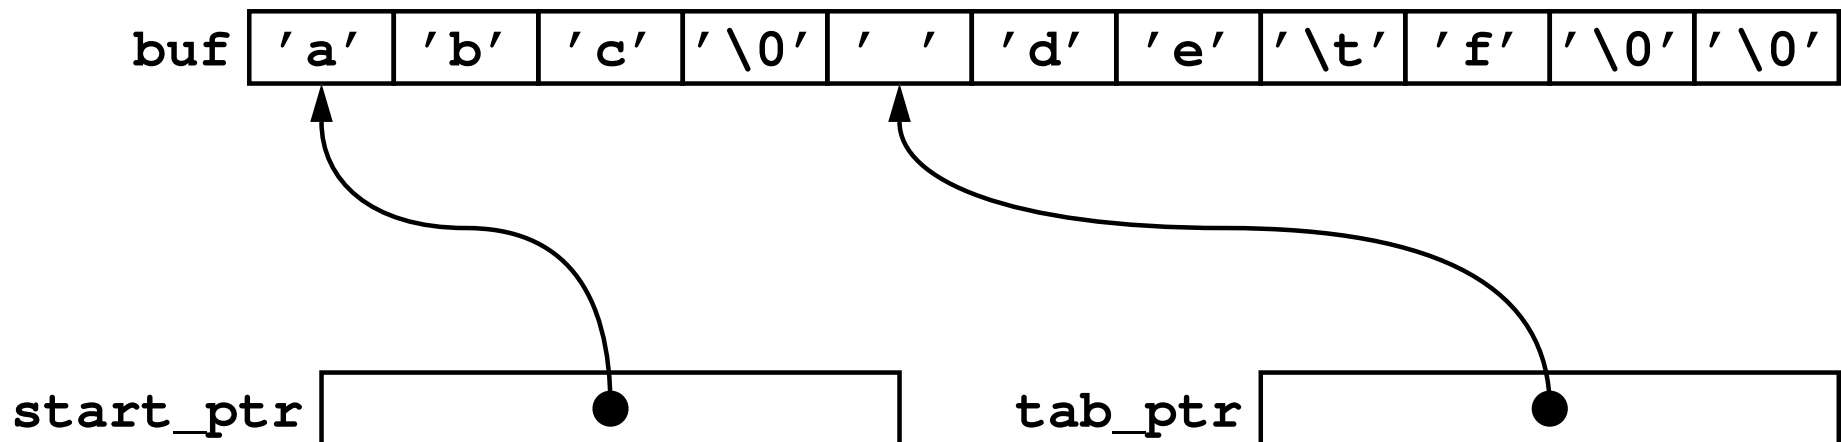 buf 'a' 'b' 'c' '\0' ' ' 'd' 'e' '\t' 'f' '\0' '\0'
start_ptr tab_ptr